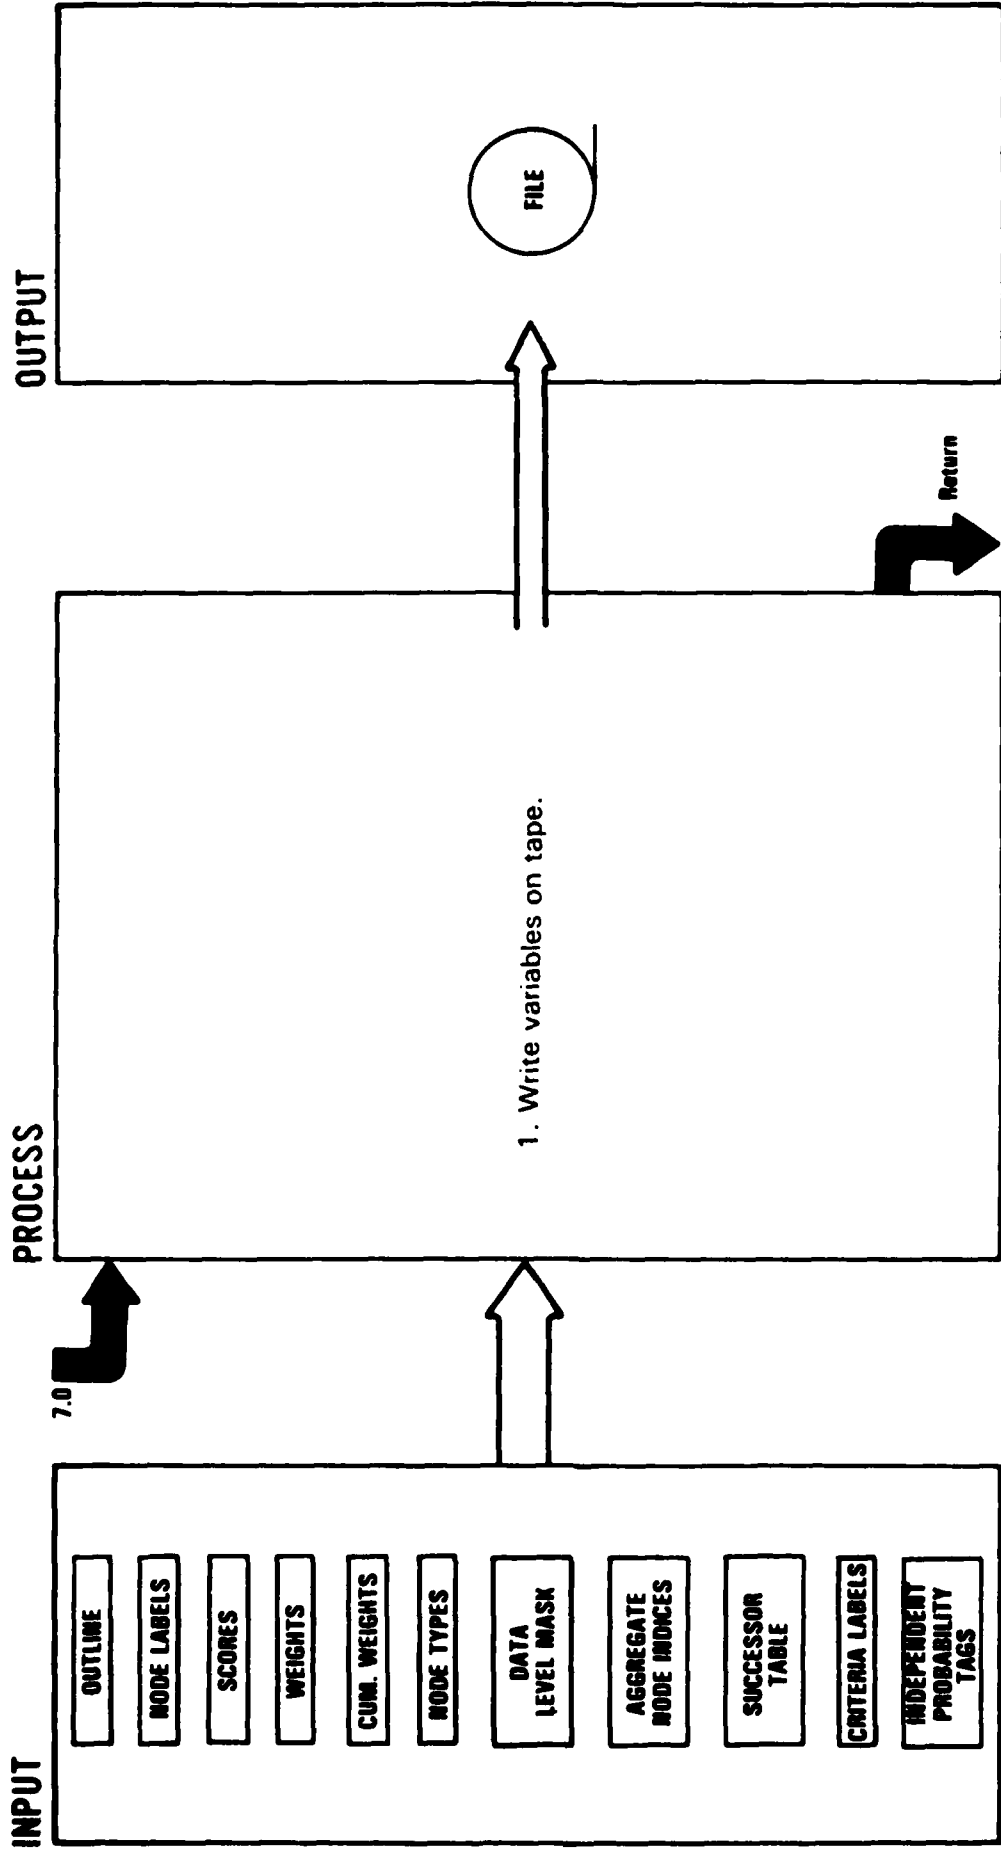 INPUT
OUTLINE
NODE LABELS
SCORES
WEIGHTS
CUM. WEIGHTS
NODE TYPES
DATA
LEVEL MASK
AGGREGATE
NODE INDICES
SUCCESSOR
TABLE
CRITERIA LABELS
INDEPENDENT
PROBABILITY
TAGS
7.0
PROCESS
1. Write variables on tape.
Return
OUTPUT
FILE